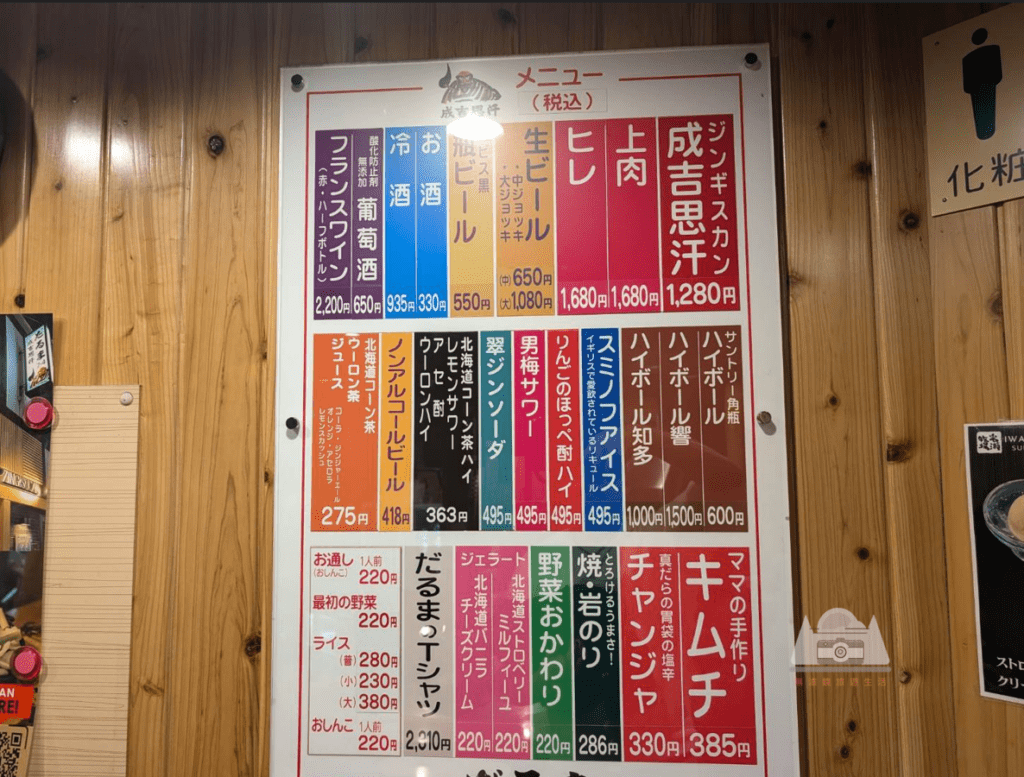 メニュー
（税込）
成吉思汗
ジンギスカン
成吉思汗
1,280円
上肉
1,680円
ヒレ
1,680円
生ビール
・中ジョッキ
・大ジョッキ
(中)650円
(大)1,080円
ビス黒
瓶ビール
550円
お酒
330円
冷酒
935円
酸化防止剤
無添加
葡萄酒
650円
フランスワイン
（赤・ハーフボトル）
2,200円
サントリー角瓶
ハイボール
600円
ハイボール響
1,500円
ハイボール知多
1,000円
スミノフアイス
イギリスで愛飲されているリキュール
495円
りんごのほっぺ酎ハイ
495円
男梅サワー
495円
翠ジンソーダ
495円
北海道コーン茶ハイ
レモンサワー
アセ酎
ウーロンハイ
363円
ノンアルコールビール
418円
北海道コーン茶
ウーロン茶
ジュース
コーラ・ジンジャーエール
オレンジ・アセロラ
レモンスカッシュ
275円
ママの手作り
キムチ
385円
チャンジャ
真だらの胃袋の塩辛
330円
とろけるうまさ！
焼・岩のり
286円
野菜おかわり
220円
ジェラート
北海道ストロベリー
ミルフィーユ
220円
北海道バニラ
チーズクリーム
220円
だるまのTシャツ
お通し 1人前
(おしんこ) 220円
最初の野菜
220円
ライス
(普) 280円
(小) 230円
(大) 380円
おしんこ 1人前
220円
化粧
だるま
IWA
SU
ストロ
クリー
AN
RE!